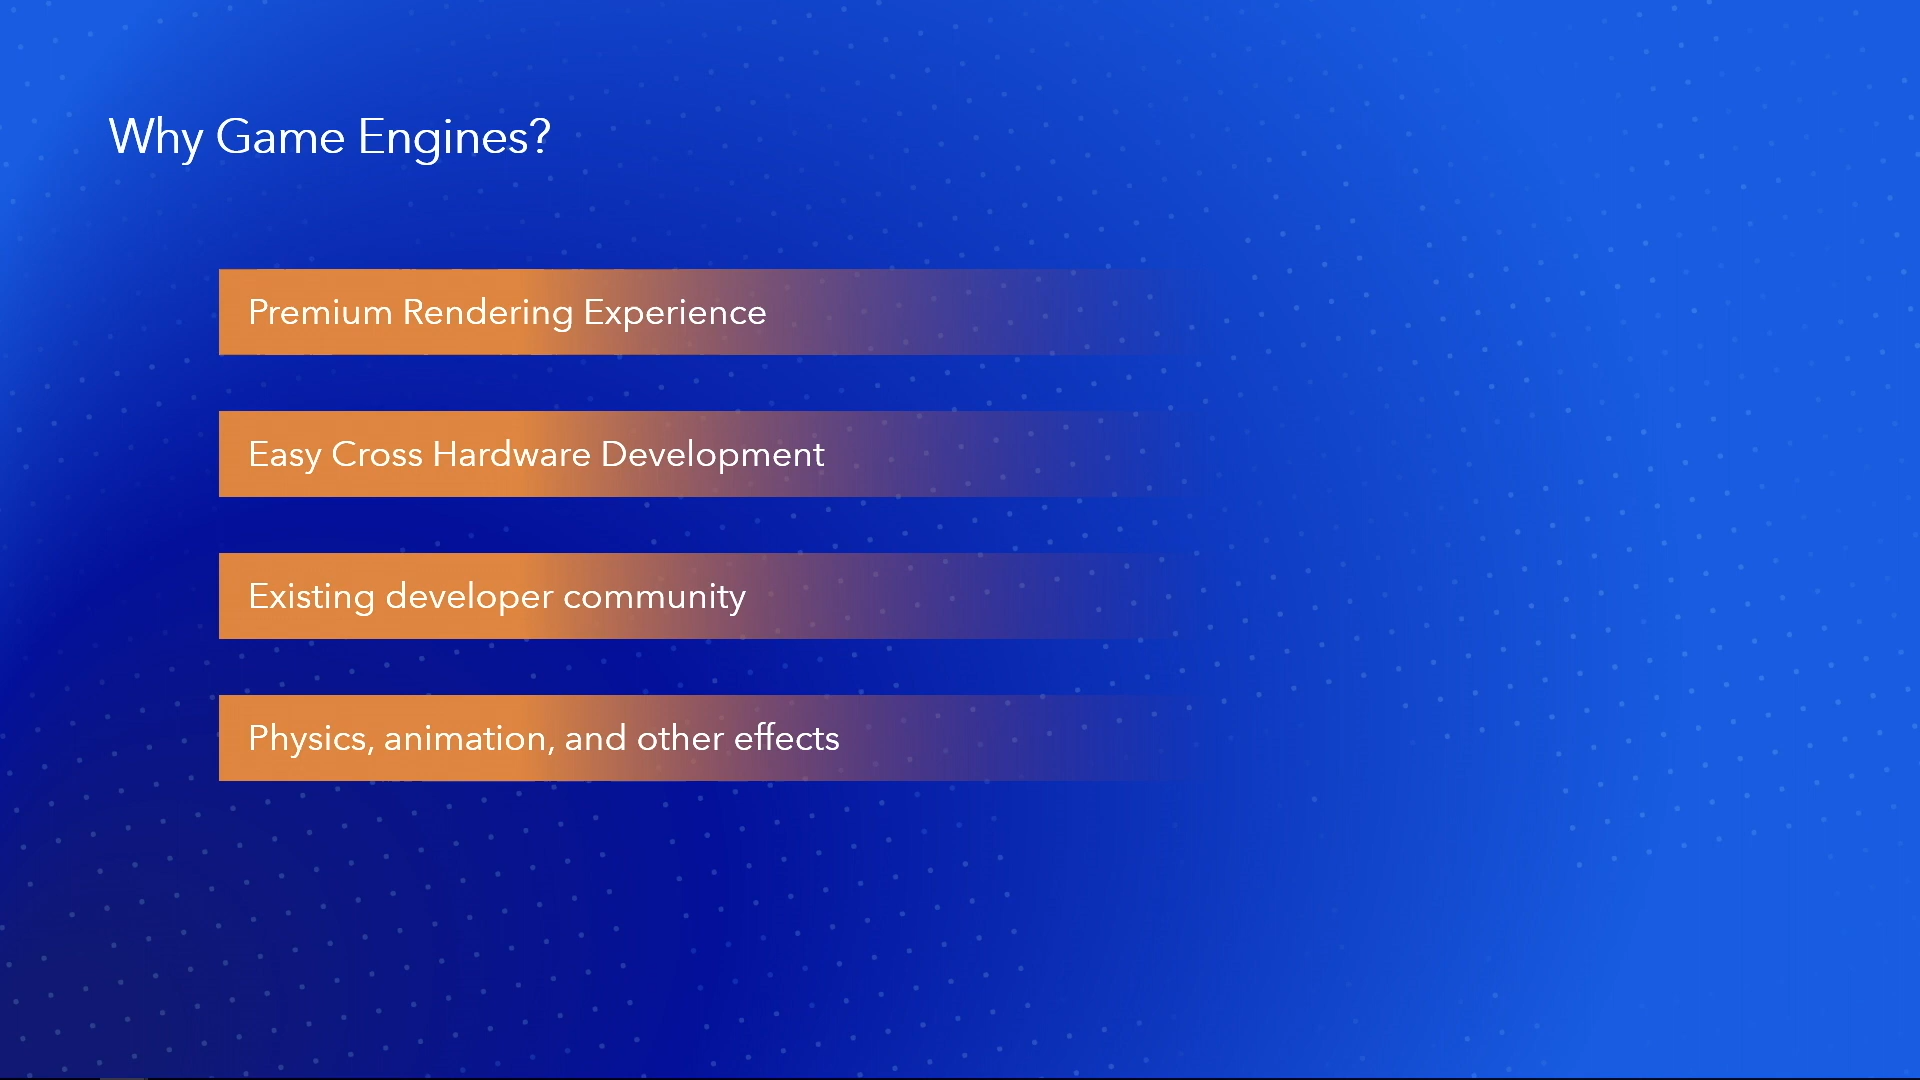 Why Game Engines?
Premium Rendering Experience
Easy Cross Hardware Development
Existing developer community
Physics, animation, and other effects